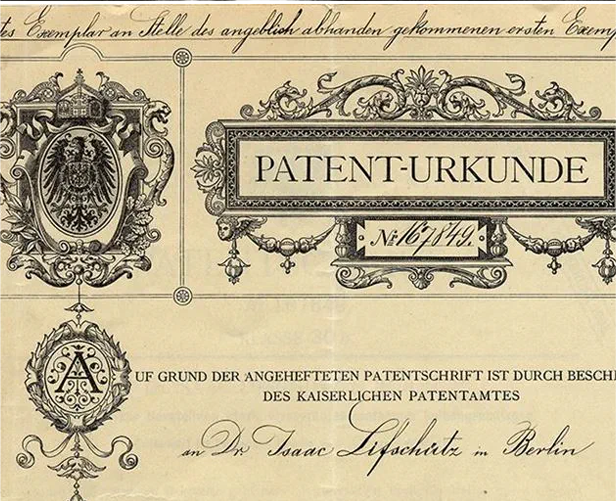 tes Exemplar an Stelle des angeblich abhanden gekommenen ersten Exemp
PATENT-URKUNDE
No 167849.
AUF GRUND DER ANGEHEFTETEN PATENTSCHRIFT IST DURCH BESCH
DES KAISERLICHEN PATENTAMTES
an Dr. Isaac Lifschütz in Berlin